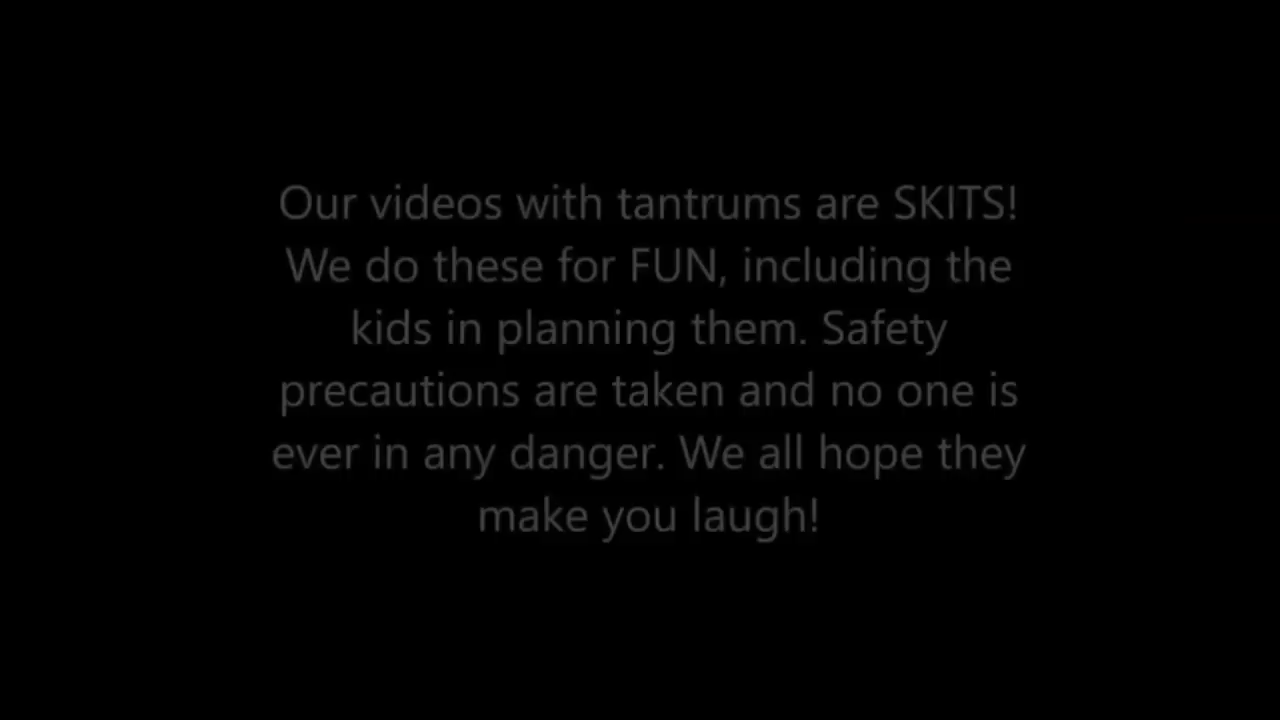 Our videos with tantrums are SKITS!
We do these for FUN, including the
kids in planning them. Safety
precautions are taken and no one is
ever in any danger. We all hope they
make you laugh!